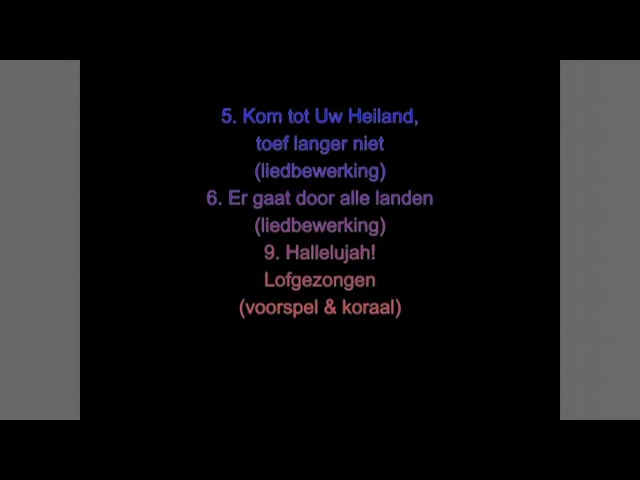 5. Kom tot Uw Heiland,
toef langer niet
(liedbewerking)
6. Er gaat door alle landen
(liedbewerking)
9. Hallelujah!
Lofgezongen
(voorspel & koraal)